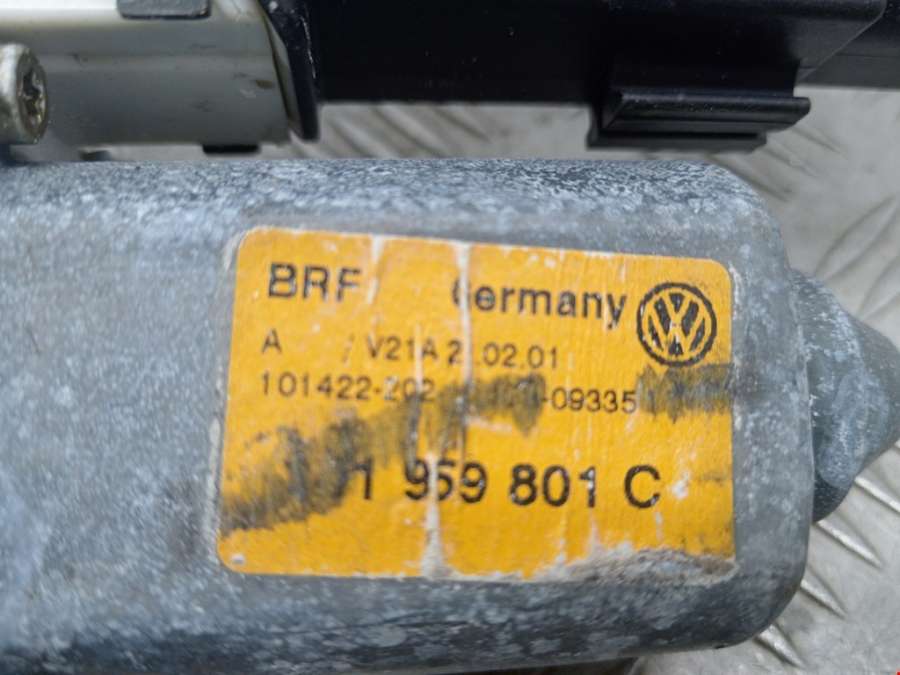 BRF Germany
A V21A 2 .02.01
101422-202 -09335
1 959 801 C